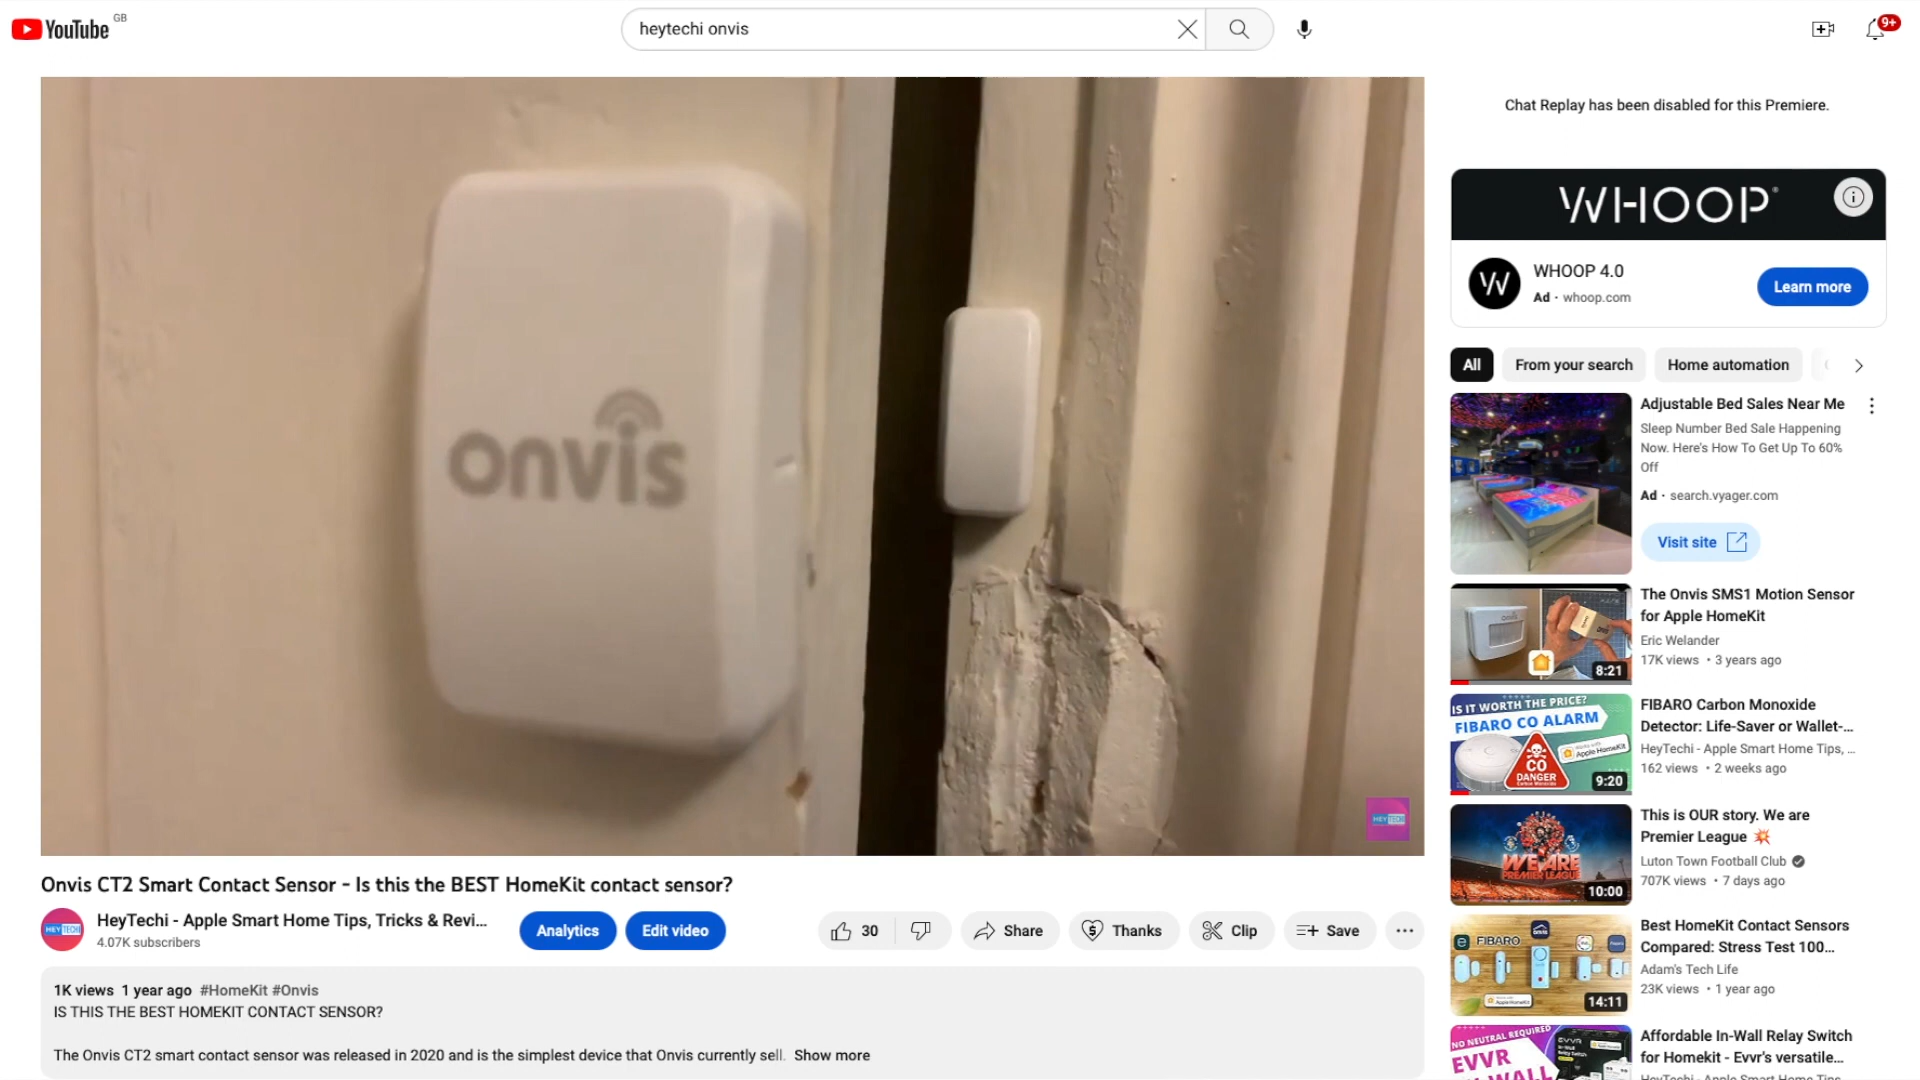 YouTube GB
heytechi onvis
9+
onvis
HEYTECHI
Chat Replay has been disabled for this Premiere.
WHOOP
WHOOP 4.0
Ad · whoop.com
Learn more
All
From your search
Home automation
Adjustable Bed Sales Near Me
Sleep Number Bed Sale Happening
Now. Here's How To Get Up To 60%
Off
Ad · search.vyager.com
Visit site
The Onvis SMS1 Motion Sensor
for Apple HomeKit
Eric Welander
17K views • 3 years ago
8:21
IS IT WORTH THE PRICE?
FIBARO CO ALARM
Apple HomeKit
CO
DANGER
9:20
FIBARO Carbon Monoxide
Detector: Life-Saver or Wallet-...
HeyTechi - Apple Smart Home Tips, ...
162 views • 2 weeks ago
WE ARE
PREMIER LEAGUE
10:00
This is OUR story. We are
Premier League 💥
Luton Town Football Club
707K views • 7 days ago
FIBARO
onvis
14:11
Best HomeKit Contact Sensors
Compared: Stress Test 100...
Adam's Tech Life
23K views • 1 year ago
NO NEUTRAL REQUIRED
EVVR
Affordable In-Wall Relay Switch
for Homekit - Evvr's versatile...
HeyTechi - Apple Smart Home Tips
Onvis CT2 Smart Contact Sensor - Is this the BEST HomeKit contact sensor?
HEYTECHI
HeyTechi - Apple Smart Home Tips, Tricks & Revi...
4.07K subscribers
Analytics
Edit video
30
Share
Thanks
Clip
Save
1K views 1 year ago #HomeKit #Onvis
IS THIS THE BEST HOMEKIT CONTACT SENSOR?
The Onvis CT2 smart contact sensor was released in 2020 and is the simplest device that Onvis currently sell. Show more